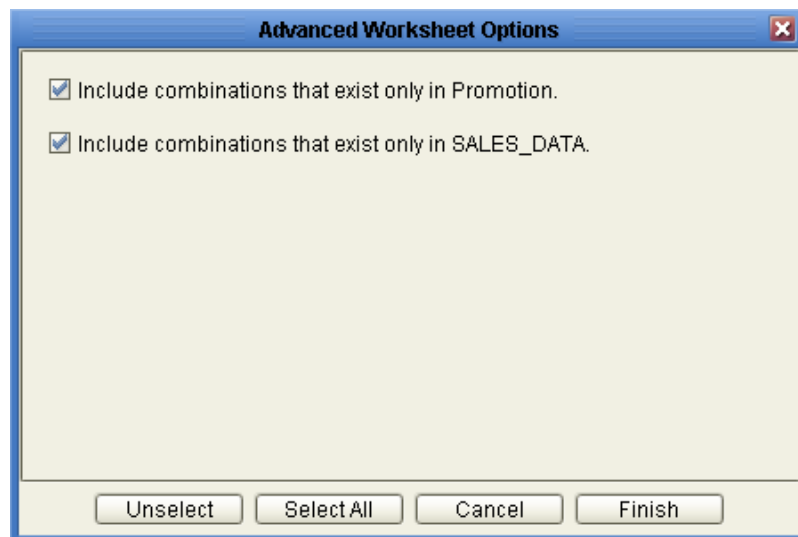 Advanced Worksheet Options
Include combinations that exist only in Promotion.
Include combinations that exist only in SALES_DATA.
Unselect Select All Cancel Finish